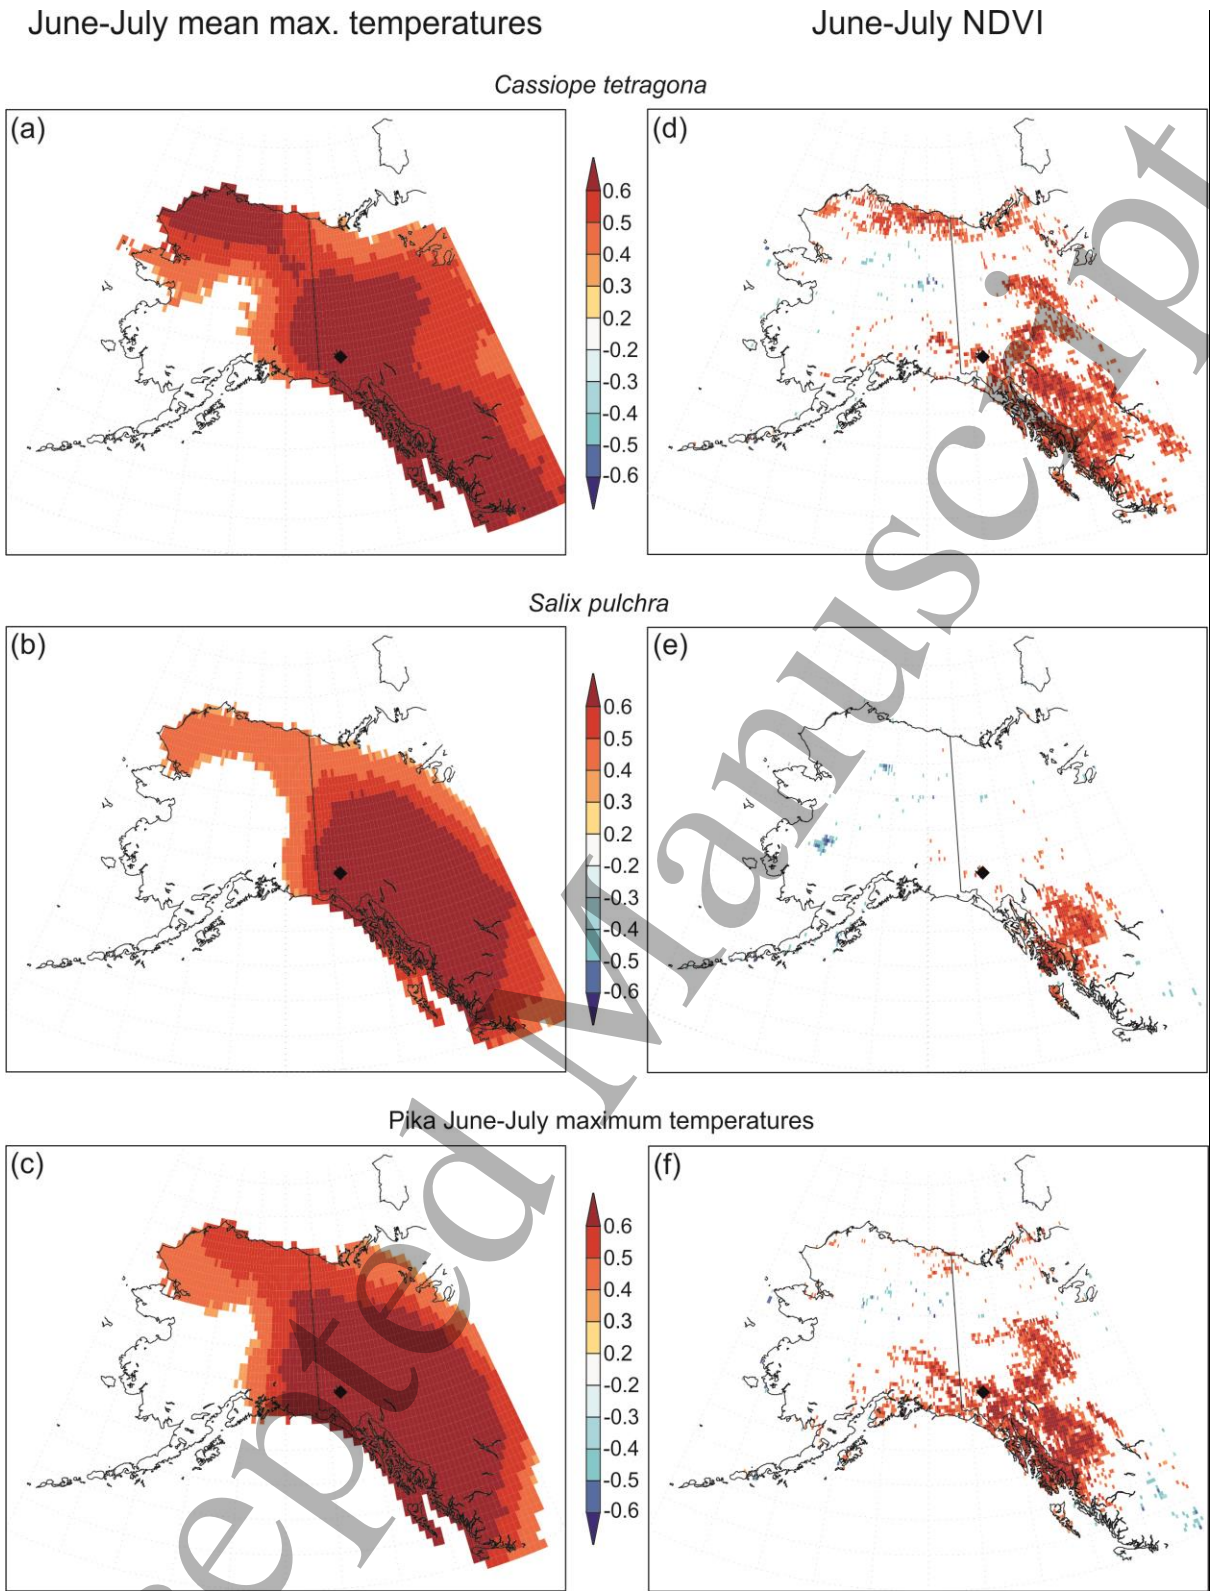 June-July mean max. temperatures
June-July NDVI
Cassiope tetragona
(a)
0.6
0.5
0.4
0.3
0.2
-0.2
-0.3
-0.4
-0.5
-0.6
(d)
Salix pulchra
(b)
0.6
0.5
0.4
0.3
0.2
-0.2
-0.3
-0.4
-0.5
-0.6
(e)
Pika June-July maximum temperatures
(c)
0.6
0.5
0.4
0.3
0.2
-0.2
-0.3
-0.4
-0.5
-0.6
(f)
epted Manuscript